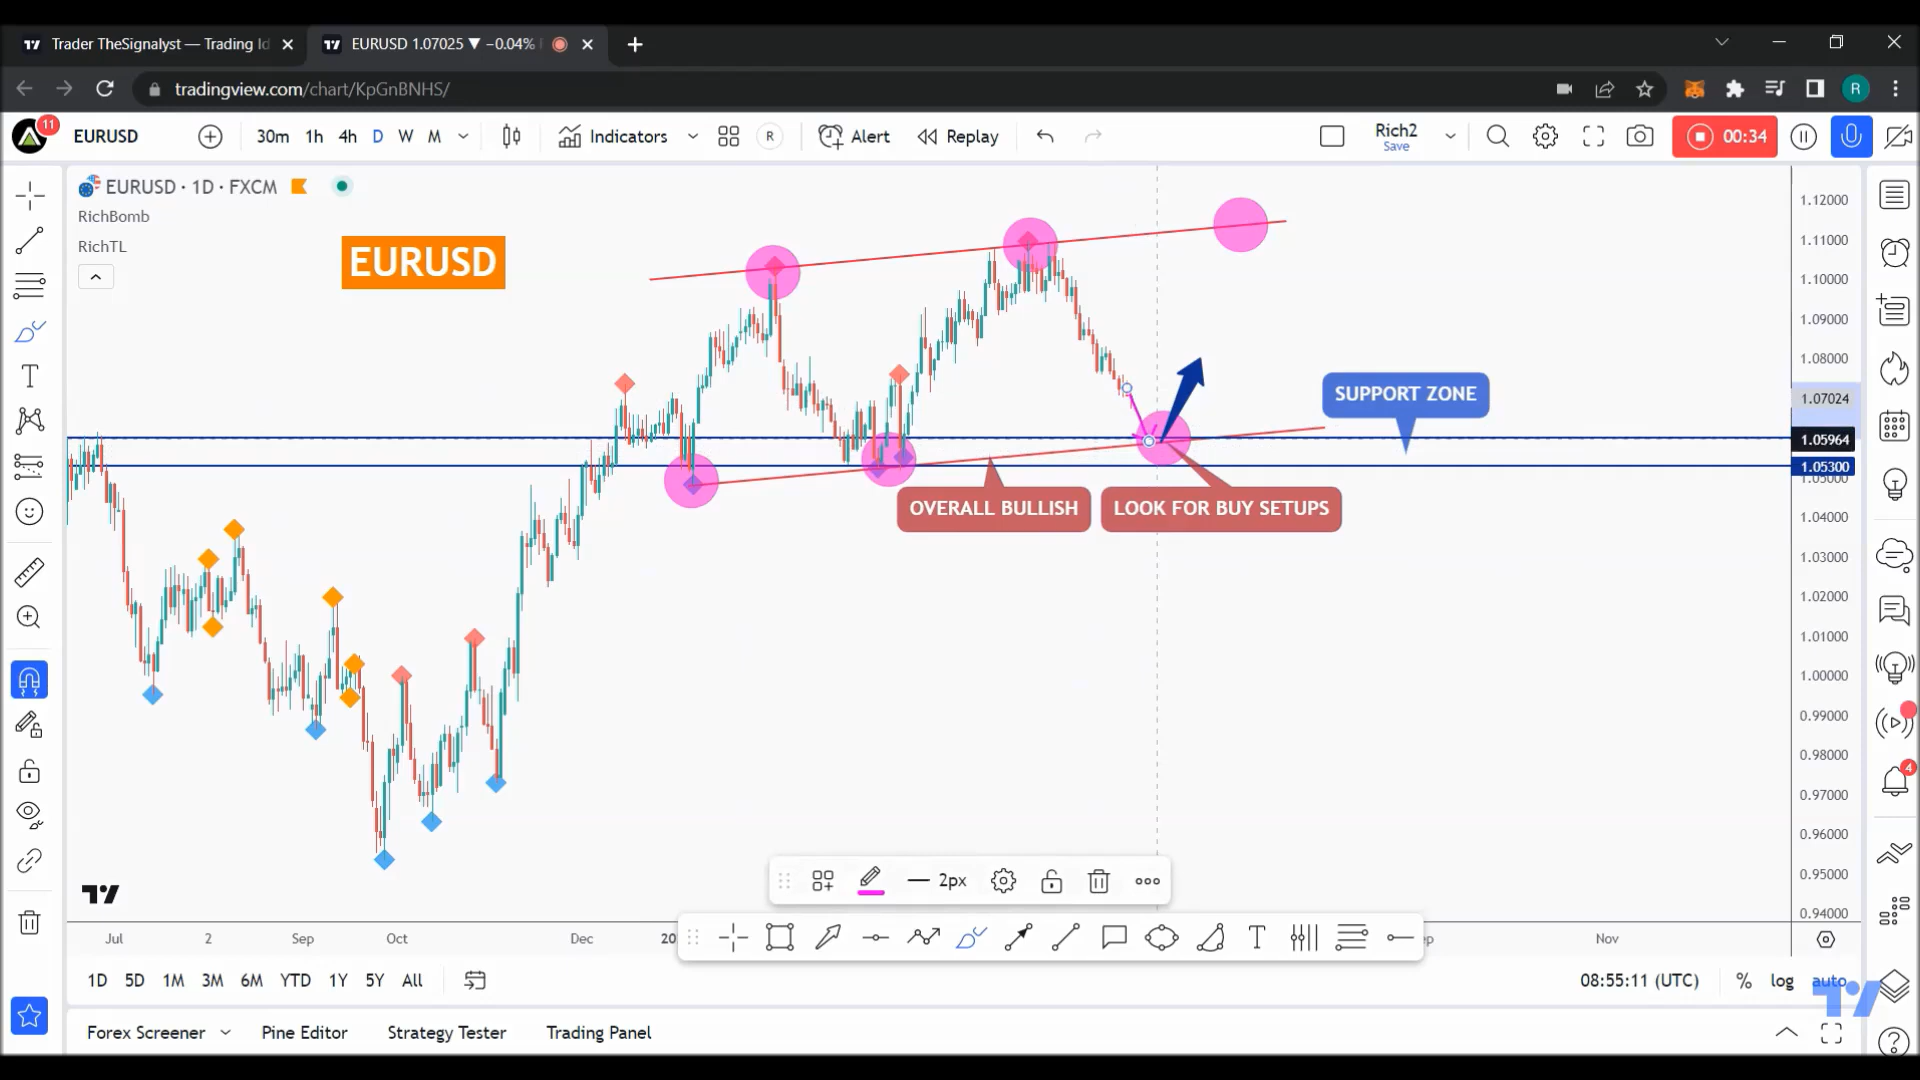 Trader TheSignalyst — Trading Id
EURUSD 1.07025 ▼ −0.04%
tradingview.com/chart/KpGnBNHS/
R
11
EURUSD
30m 1h 4h D W M
Indicators
R
Alert
Replay
Rich2
Save
00:34
EURUSD · 1D · FXCM
RichBomb
RichTL
EURUSD
SUPPORT ZONE
OVERALL BULLISH
LOOK FOR BUY SETUPS
1.12000
1.11000
1.10000
1.09000
1.08000
1.07024
1.05964
1.05300
1.05000
1.04000
1.03000
1.02000
1.01000
1.00000
0.99000
0.98000
0.97000
0.96000
0.95000
0.94000
4
2px
T
Jul 2 Sep Oct Dec 20 ep Nov
1D 5D 1M 3M 6M YTD 1Y 5Y All
08:55:11 (UTC) % log auto
Forex Screener Pine Editor Strategy Tester Trading Panel